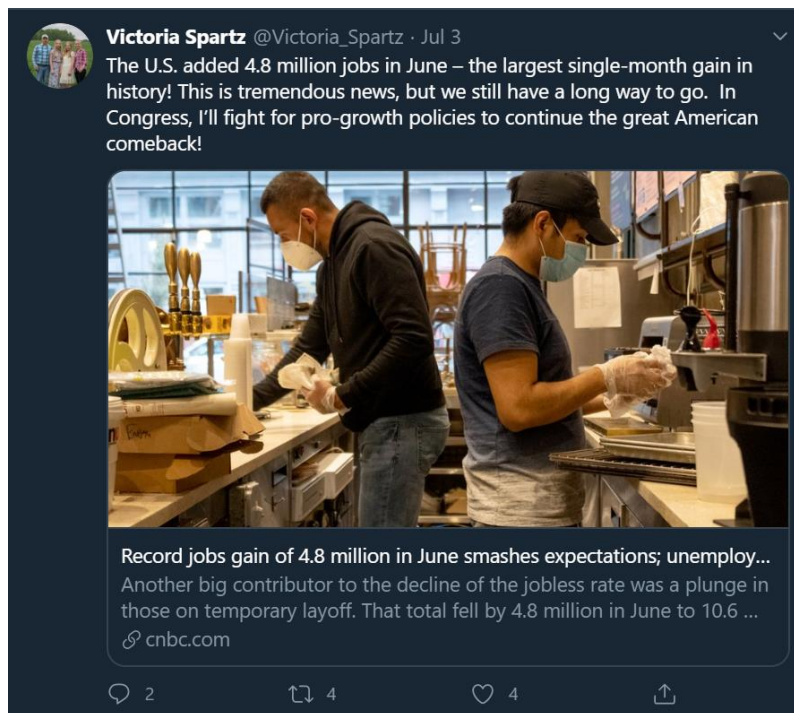 Victoria Spartz @Victoria_Spartz · Jul 3
The U.S. added 4.8 million jobs in June – the largest single-month gain in
history! This is tremendous news, but we still have a long way to go.  In
Congress, I'll fight for pro-growth policies to continue the great American
comeback!
Record jobs gain of 4.8 million in June smashes expectations; unemploy...
Another big contributor to the decline of the jobless rate was a plunge in
those on temporary layoff. That total fell by 4.8 million in June to 10.6 ...
cnbc.com
2 4 4